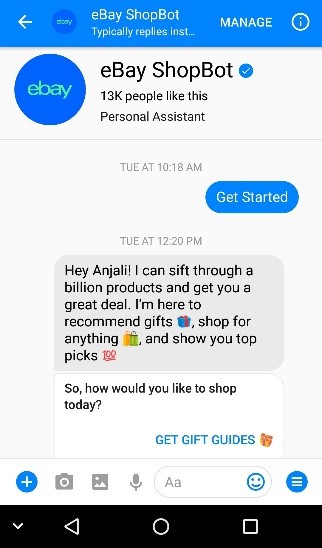 ebay
eBay ShopBot
Typically replies inst...
MANAGE
ebay
eBay ShopBot
13K people like this
Personal Assistant
TUE AT 10:18 AM
Get Started
TUE AT 12:20 PM
Hey Anjali! I can sift through a
billion products and get you a
great deal. I'm here to
recommend gifts 🎁, shop for
anything 🛍️, and show you top
picks 💯
So, how would you like to shop
today?
GET GIFT GUIDES
Aa